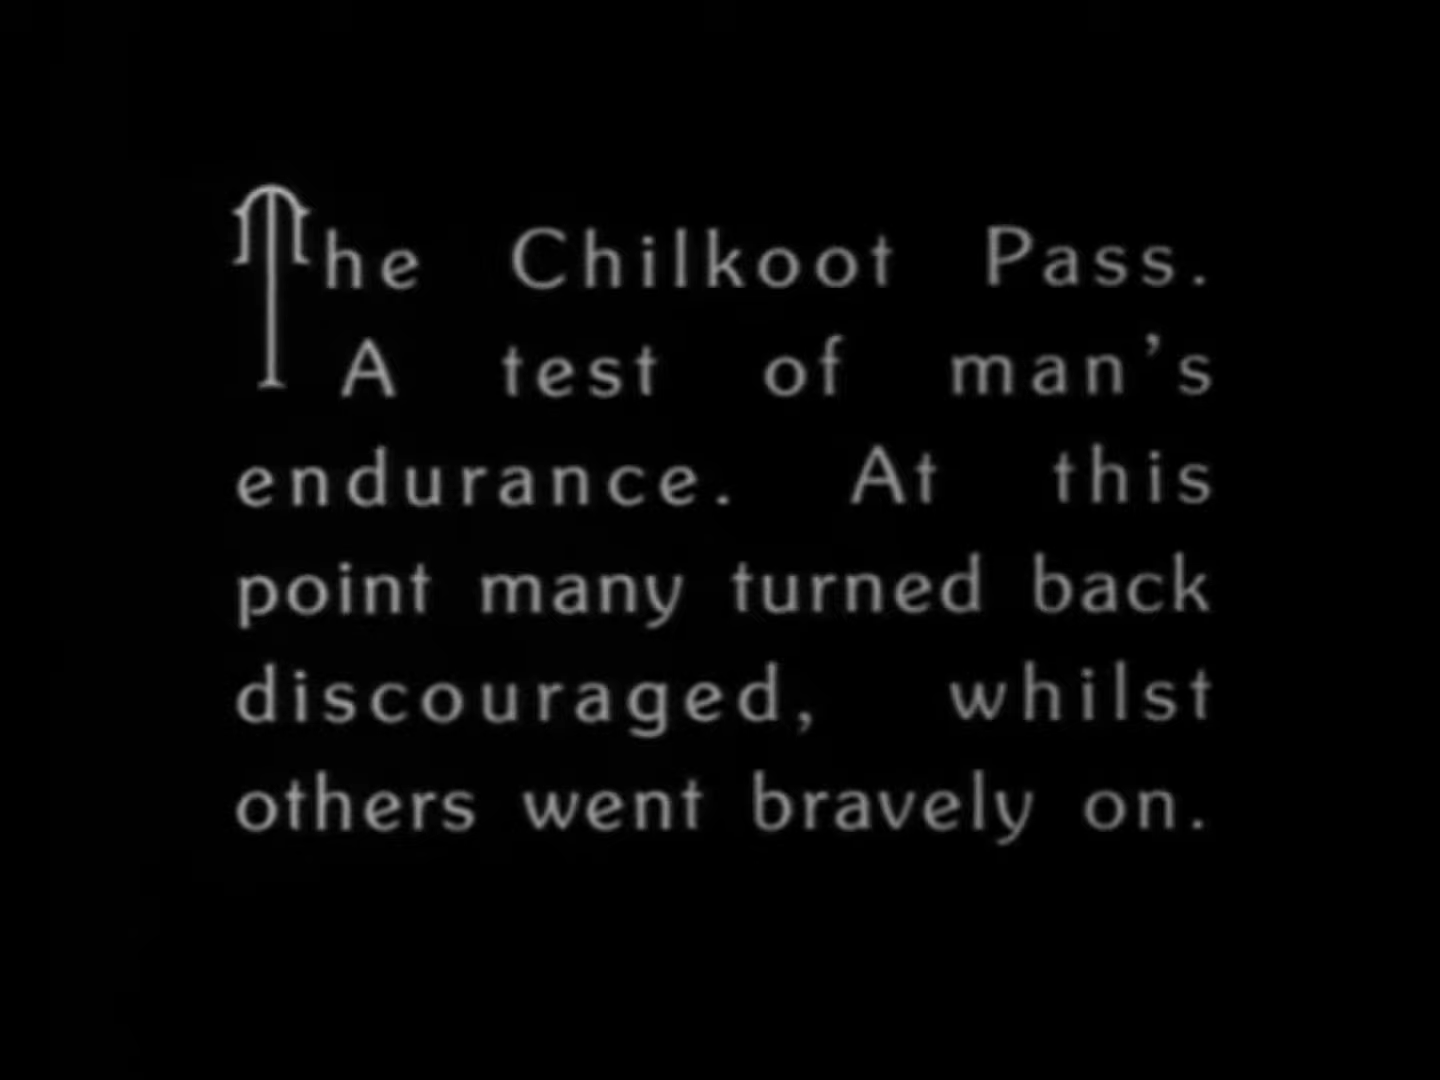 The Chilkoot Pass.
A test of man's
endurance. At this
point many turned back
discouraged, whilst
others went bravely on.